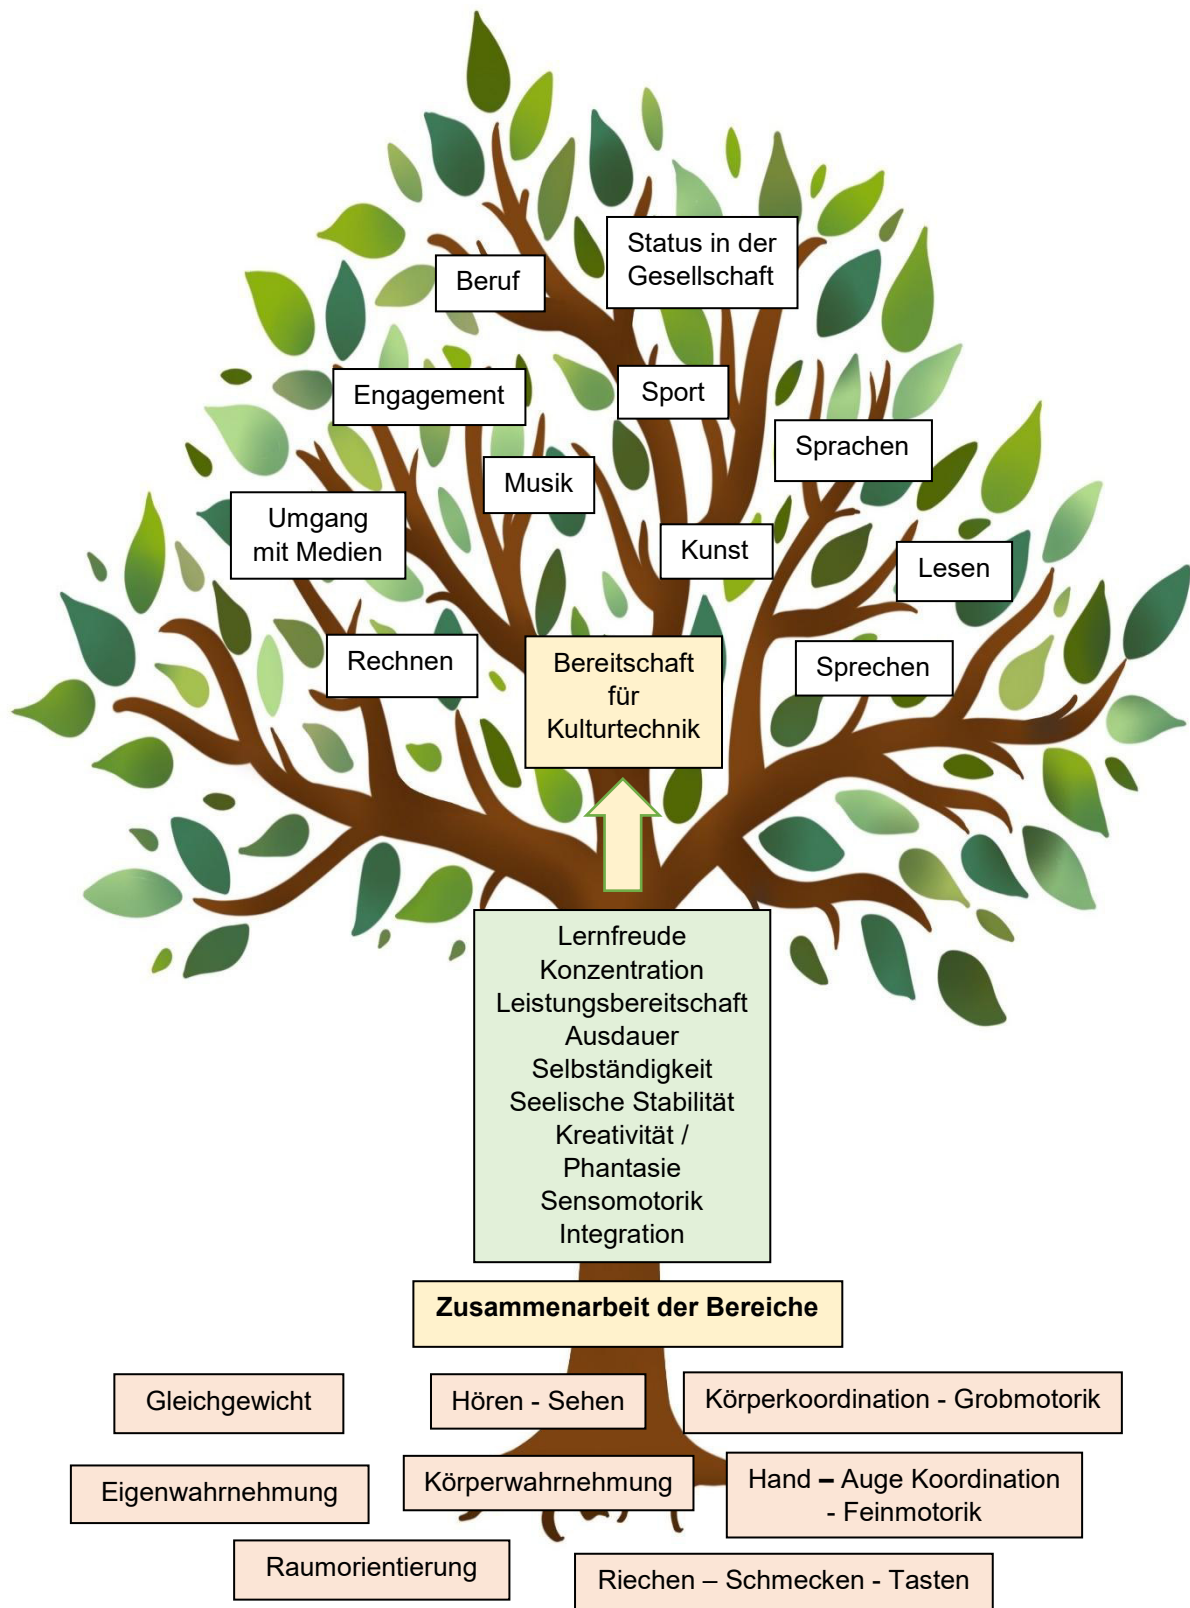 Status in der
Gesellschaft
Beruf
Engagement
Sport
Sprachen
Musik
Umgang
mit Medien
Kunst
Lesen
Rechnen
Bereitschaft
für
Kulturtechnik
Sprechen
Lernfreude
Konzentration
Leistungsbereitschaft
Ausdauer
Selbständigkeit
Seelische Stabilität
Kreativität /
Phantasie
Sensomotorik
Integration
Zusammenarbeit der Bereiche
Gleichgewicht
Hören - Sehen
Körperkoordination - Grobmotorik
Eigenwahrnehmung
Körperwahrnehmung
Hand – Auge Koordination
- Feinmotorik
Raumorientierung
Riechen – Schmecken - Tasten